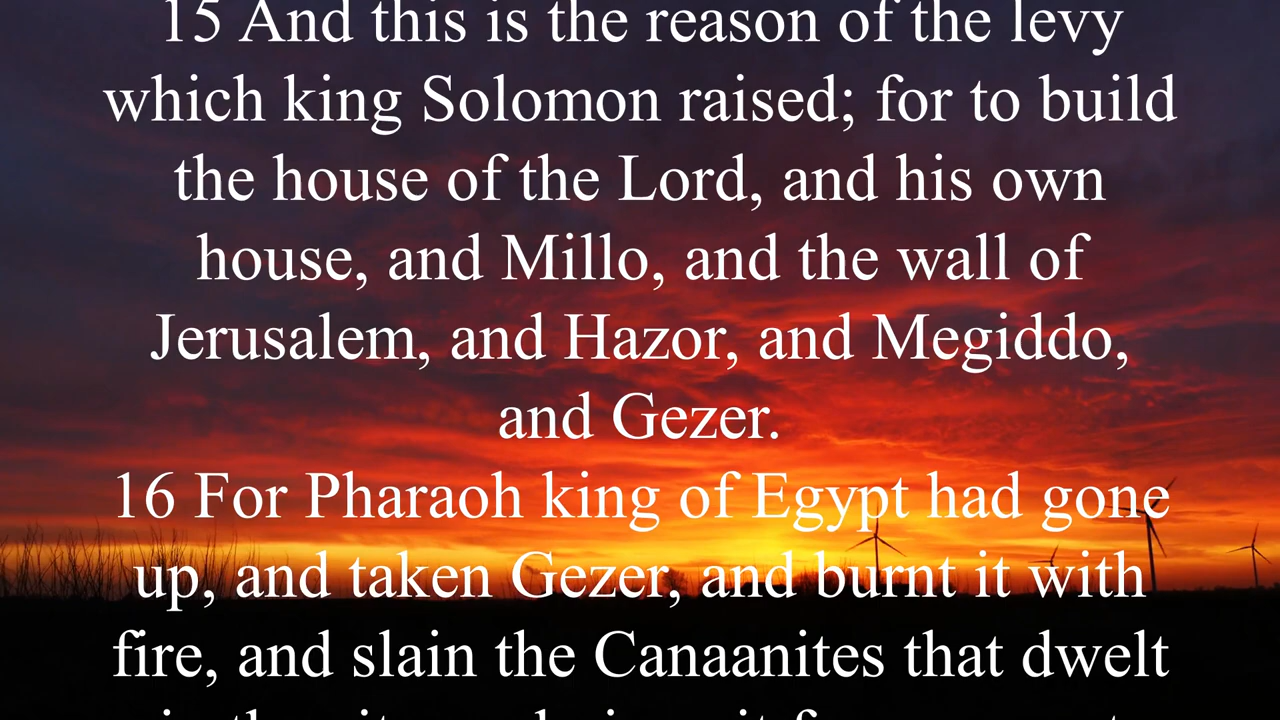 15 And this is the reason of the levy
which king Solomon raised; for to build
the house of the Lord, and his own
house, and Millo, and the wall of
Jerusalem, and Hazor, and Megiddo,
and Gezer.
16 For Pharaoh king of Egypt had gone
up, and taken Gezer, and burnt it with
fire, and slain the Canaanites that dwelt